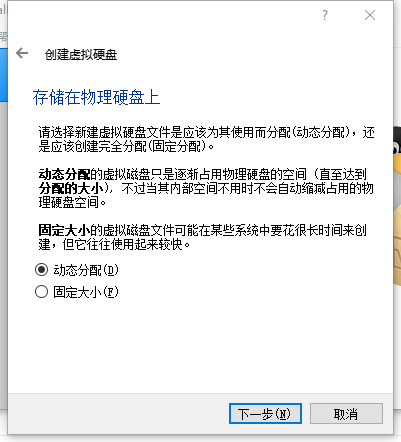 创建虚拟硬盘
存储在物理硬盘上
请选择新建虚拟硬盘文件是应该为其使用而分配(动态分配)，还
是应该创建完全分配(固定分配)。
动态分配的虚拟磁盘只是逐渐占用物理硬盘的空间（直至达到
分配的大小），不过当其内部空间不用时不会自动缩减占用的物
理硬盘空间。
固定大小的虚拟磁盘文件可能在某些系统中要花很长时间来创
建，但它往往使用起来较快。
动态分配(D)
固定大小(F)
下一步(N)
取消